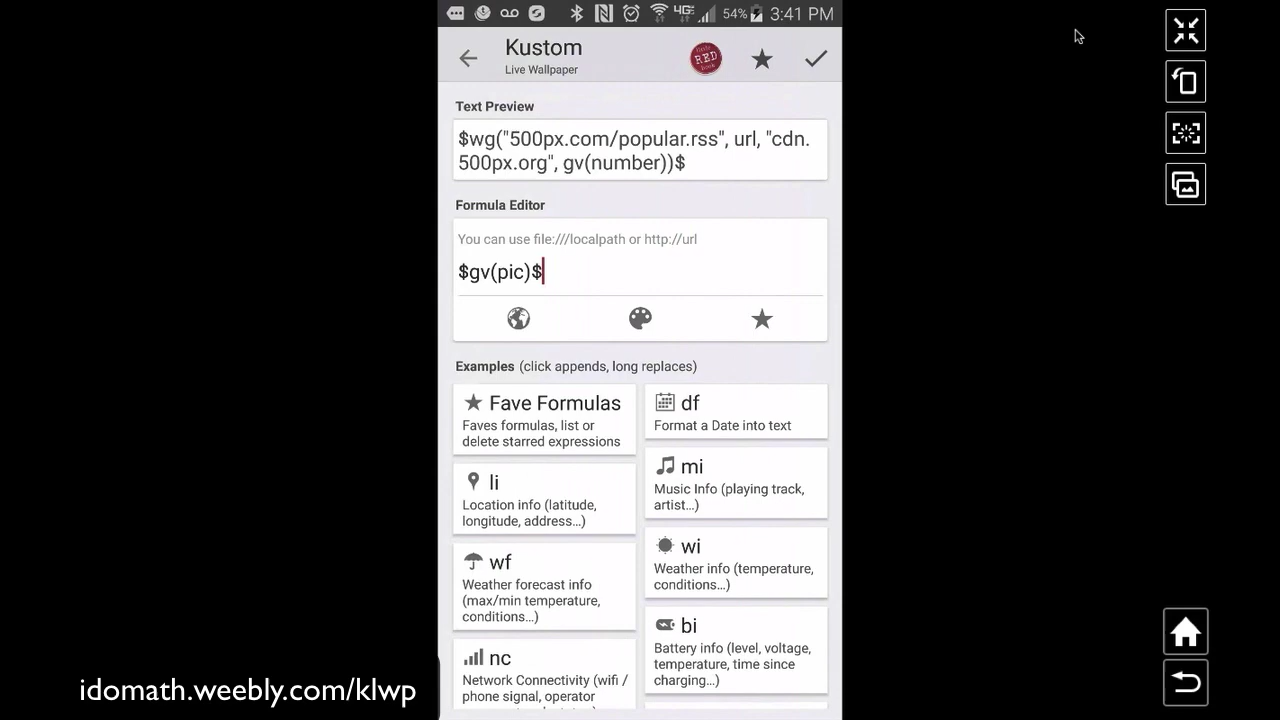 4G
54%
3:41 PM
Kustom
Live Wallpaper
RED
Text Preview
$wg("500px.com/popular.rss", url, "cdn.
500px.org", gv(number))$
Formula Editor
You can use file:///localpath or http://url
$gv(pic)$
Examples (click appends, long replaces)
Fave Formulas
Faves formulas, list or
delete starred expressions
df
Format a Date into text
li
Location info (latitude,
longitude, address...)
mi
Music Info (playing track,
artist...)
wf
Weather forecast info
(max/min temperature,
conditions...)
wi
Weather info (temperature,
conditions...)
bi
Battery info (level, voltage,
temperature, time since
charging...)
nc
Network Connectivity (wifi /
phone signal, operator
idomath.weebly.com/klwp